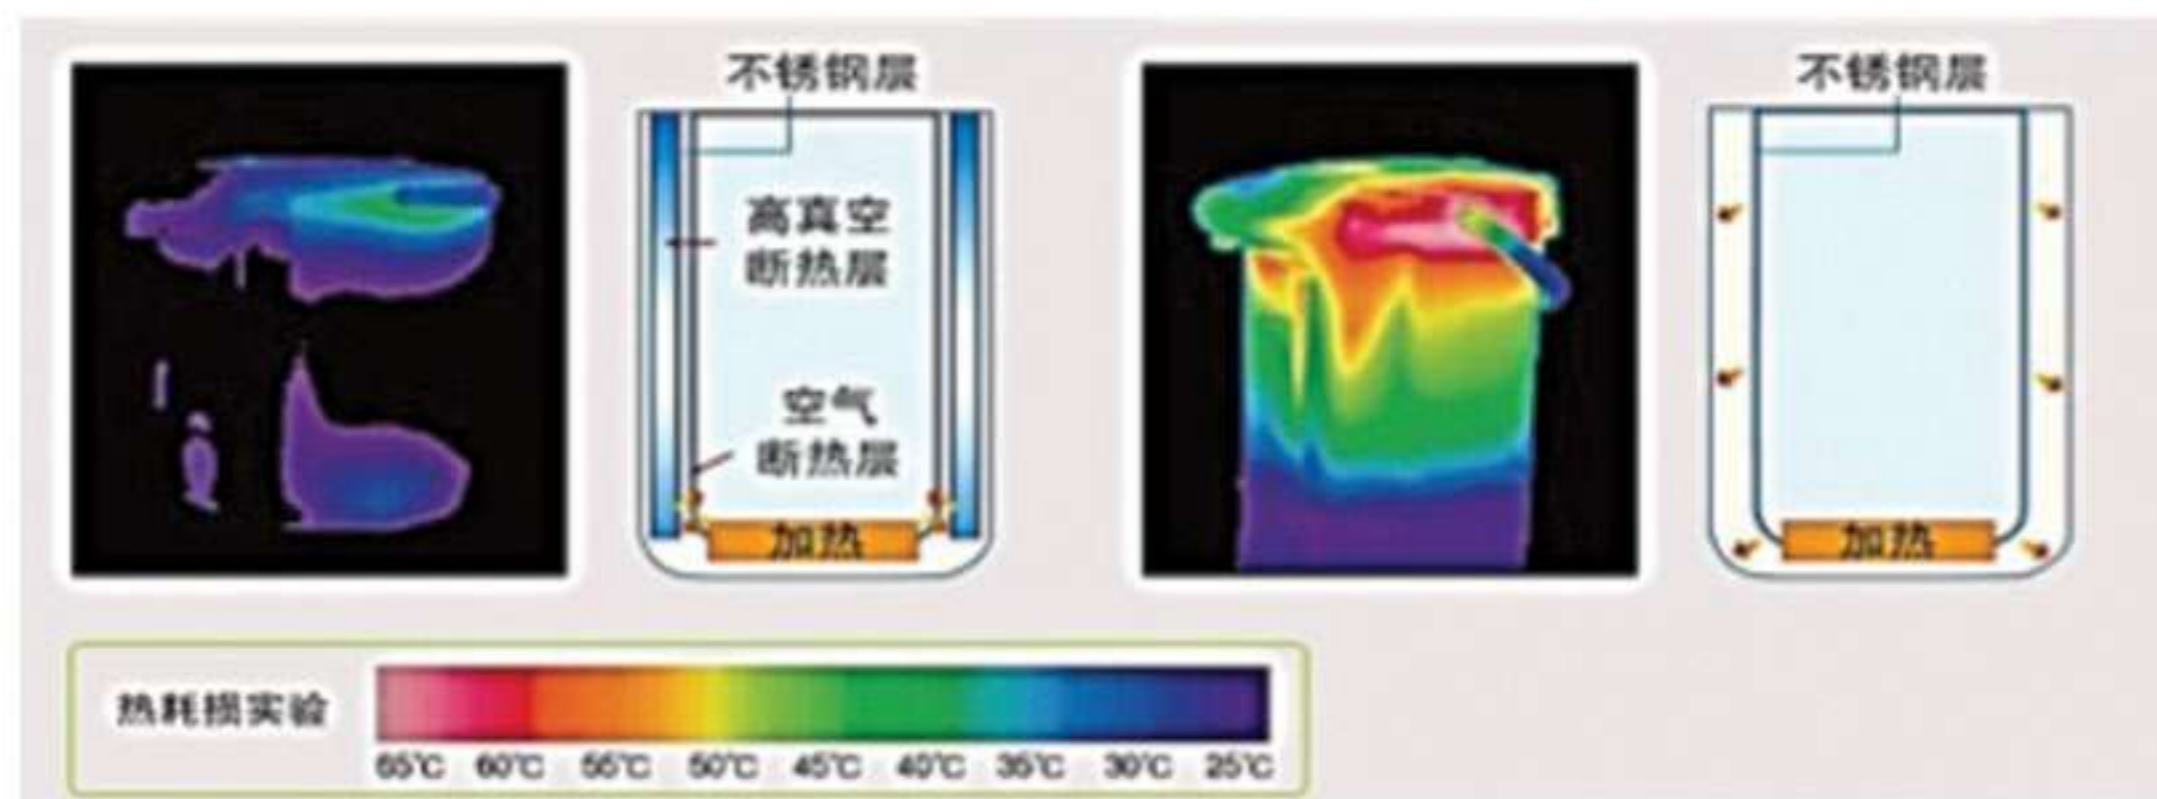 不锈钢层
高真空
断热层
空气
断热层
加热
不锈钢层
加热
热耗损实验
65℃ 60℃ 55℃ 50℃ 45℃ 40℃ 35℃ 30℃ 25℃